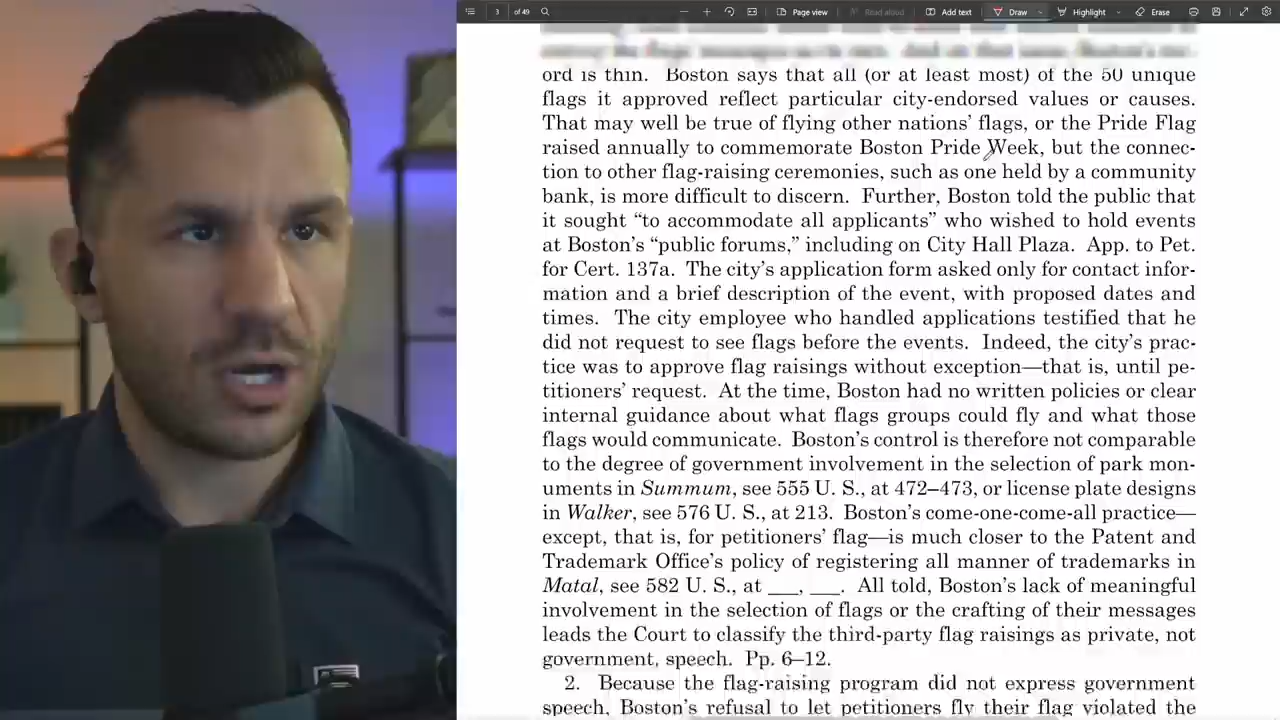 3 of 49
Page view
Read aloud
Add text
Draw
Highlight
Erase
ord is thin. Boston says that all (or at least most) of the 50 unique
flags it approved reflect particular city-endorsed values or causes.
That may well be true of flying other nations’ flags, or the Pride Flag
raised annually to commemorate Boston Pride Week, but the connec-
tion to other flag-raising ceremonies, such as one held by a community
bank, is more difficult to discern. Further, Boston told the public that
it sought “to accommodate all applicants” who wished to hold events
at Boston’s “public forums,” including on City Hall Plaza. App. to Pet.
for Cert. 137a. The city’s application form asked only for contact infor-
mation and a brief description of the event, with proposed dates and
times. The city employee who handled applications testified that he
did not request to see flags before the events. Indeed, the city’s prac-
tice was to approve flag raisings without exception—that is, until pe-
titioners’ request. At the time, Boston had no written policies or clear
internal guidance about what flags groups could fly and what those
flags would communicate. Boston’s control is therefore not comparable
to the degree of government involvement in the selection of park mon-
uments in Summum, see 555 U. S., at 472–473, or license plate designs
in Walker, see 576 U. S., at 213. Boston’s come-one-come-all practice—
except, that is, for petitioners’ flag—is much closer to the Patent and
Trademark Office’s policy of registering all manner of trademarks in
Matal, see 582 U. S., at ___, ___. All told, Boston’s lack of meaningful
involvement in the selection of flags or the crafting of their messages
leads the Court to classify the third-party flag raisings as private, not
government, speech. Pp. 6–12.
2. Because the flag-raising program did not express government
speech, Boston’s refusal to let petitioners fly their flag violated the